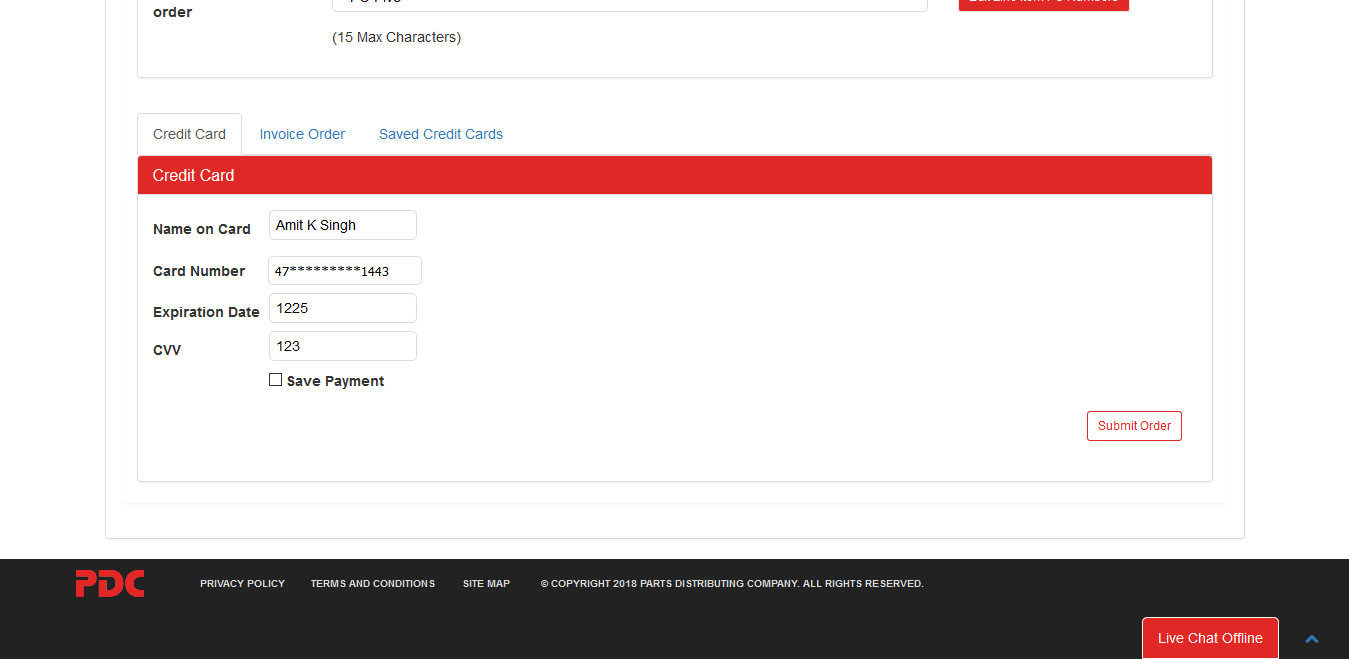 order
(15 Max Characters)
Credit Card Invoice Order Saved Credit Cards
Credit Card
Name on Card Amit K Singh
Card Number 47*********1443
Expiration Date 1225
CVV 123
Save Payment
Submit Order
PDC PRIVACY POLICY TERMS AND CONDITIONS SITE MAP © COPYRIGHT 2018 PARTS DISTRIBUTING COMPANY. ALL RIGHTS RESERVED.
Live Chat Offline